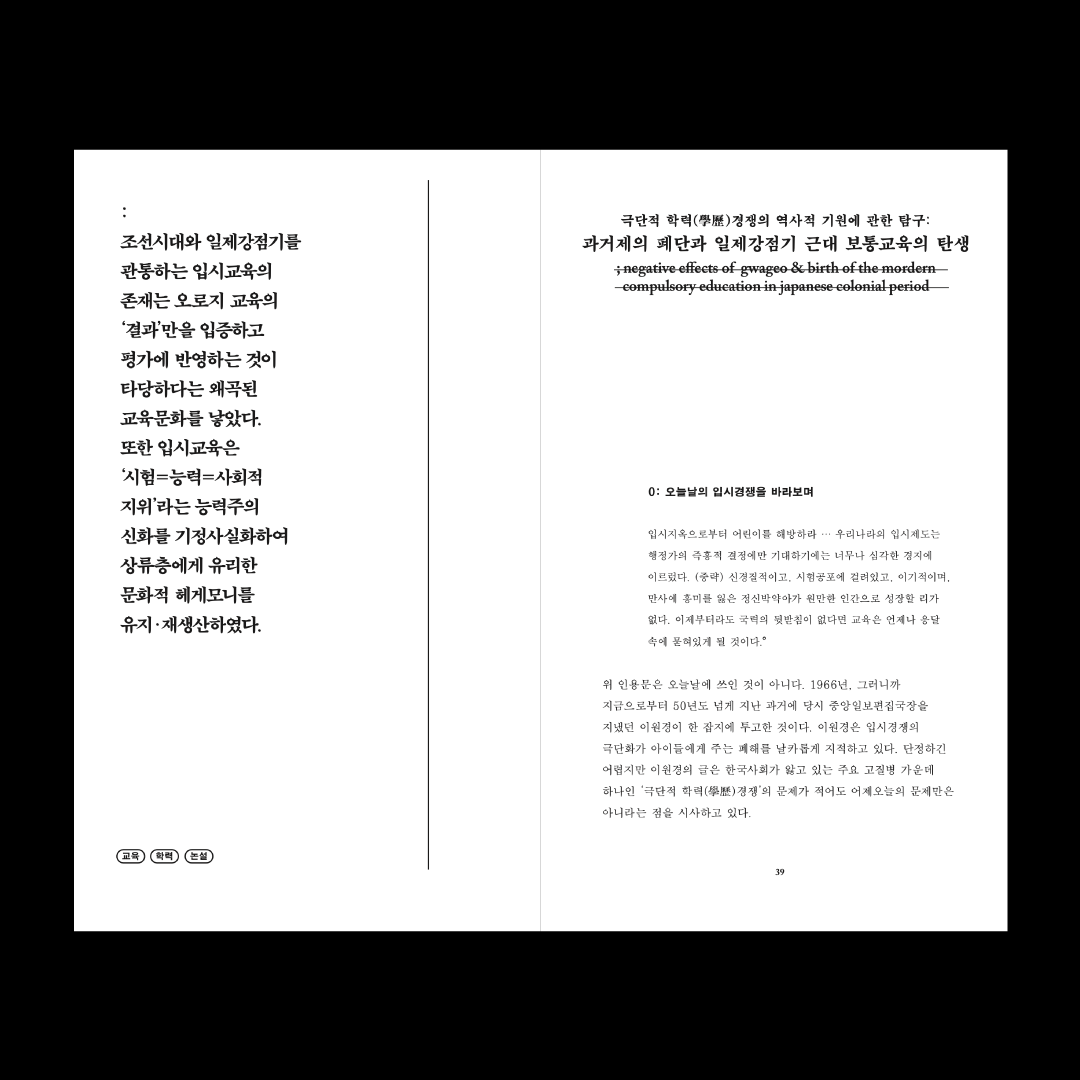 :
조선시대와 일제강점기를
관통하는 입시교육의
존재는 오로지 교육의
‘결과’만을 입증하고
평가에 반영하는 것이
타당하다는 왜곡된
교육문화를 낳았다.
또한 입시교육은
‘시험=능력=사회적
지위’라는 능력주의
신화를 기정사실화하여
상류층에게 유리한
문화적 헤게모니를
유지·재생산하였다.
교육 학력 논설
극단적 학력(學歷)경쟁의 역사적 기원에 관한 탐구:
과거제의 폐단과 일제강점기 근대 보통교육의 탄생
; negative effects of gwageo & birth of the mordern
compulsory education in japanese colonial period
0: 오늘날의 입시경쟁을 바라보며
입시지옥으로부터 어린이를 해방하라 … 우리나라의 입시제도는
행정가의 즉흥적 결정에만 기대하기에는 너무나 심각한 경지에
이르렀다. (중략) 신경질적이고, 시험공포에 걸려있고, 이기적이며,
만사에 흥미를 잃은 정신박약아가 원만한 인간으로 성장할 리가
없다. 이제부터라도 국력의 뒷받침이 없다면 교육은 언제나 응달
속에 묻혀있게 될 것이다.°
위 인용문은 오늘날에 쓰인 것이 아니다. 1966년, 그러니까
지금으로부터 50년도 넘게 지난 과거에 당시 중앙일보편집국장을
지냈던 이원경이 한 잡지에 투고한 것이다. 이원경은 입시경쟁의
극단화가 아이들에게 주는 폐해를 날카롭게 지적하고 있다. 단정하긴
어렵지만 이원경의 글은 한국사회가 앓고 있는 주요 고질병 가운데
하나인 ‘극단적 학력(學歷)경쟁’의 문제가 적어도 어제오늘의 문제만은
아니라는 점을 시사하고 있다.
39